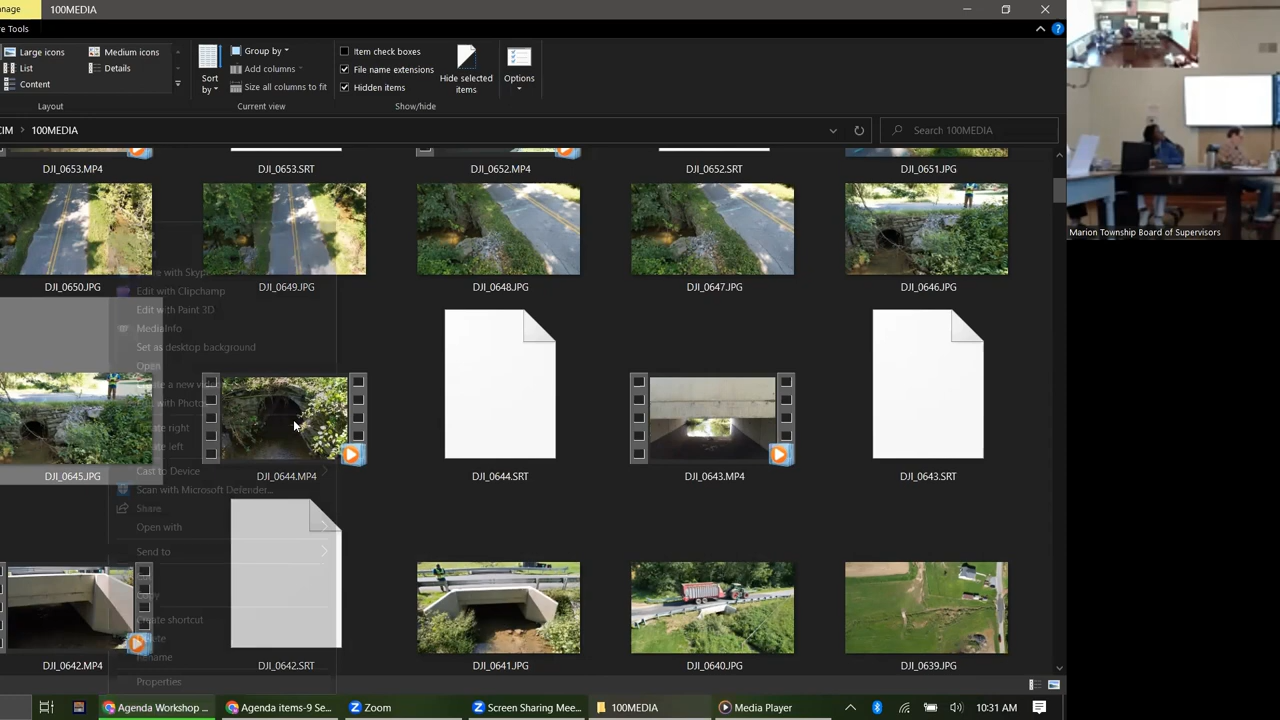 nage
100MEDIA
re Tools
Large icons
Medium icons
List
Details
Content
Layout
Sort
by
Group by
Add columns
Size all columns to fit
Current view
Item check boxes
File name extensions
Hidden items
Hide selected
items
Show/hide
Options
CIM
100MEDIA
Search 100MEDIA
DJI_0653.MP4
DJI_0653.SRT
DJI_0652.MP4
DJI_0652.SRT
DJI_0651.JPG
DJI_0650.JPG
DJI_0649.JPG
DJI_0648.JPG
DJI_0647.JPG
DJI_0646.JPG
Edit with Clipchamp
Edit with Paint 3D
MediaInfo
Set as desktop background
Open
Cast to Device
Scan with Microsoft Defender...
Share
Open with
Send to
Copy
Create shortcut
Rename
Properties
DJI_0645.JPG
DJI_0644.MP4
DJI_0644.SRT
DJI_0643.MP4
DJI_0643.SRT
DJI_0642.MP4
DJI_0642.SRT
DJI_0641.JPG
DJI_0640.JPG
DJI_0639.JPG
Marion Township Board of Supervisors
Agenda Workshop ...
Agenda items-9 Se...
Zoom
Screen Sharing Mee...
100MEDIA
Media Player
10:31 AM